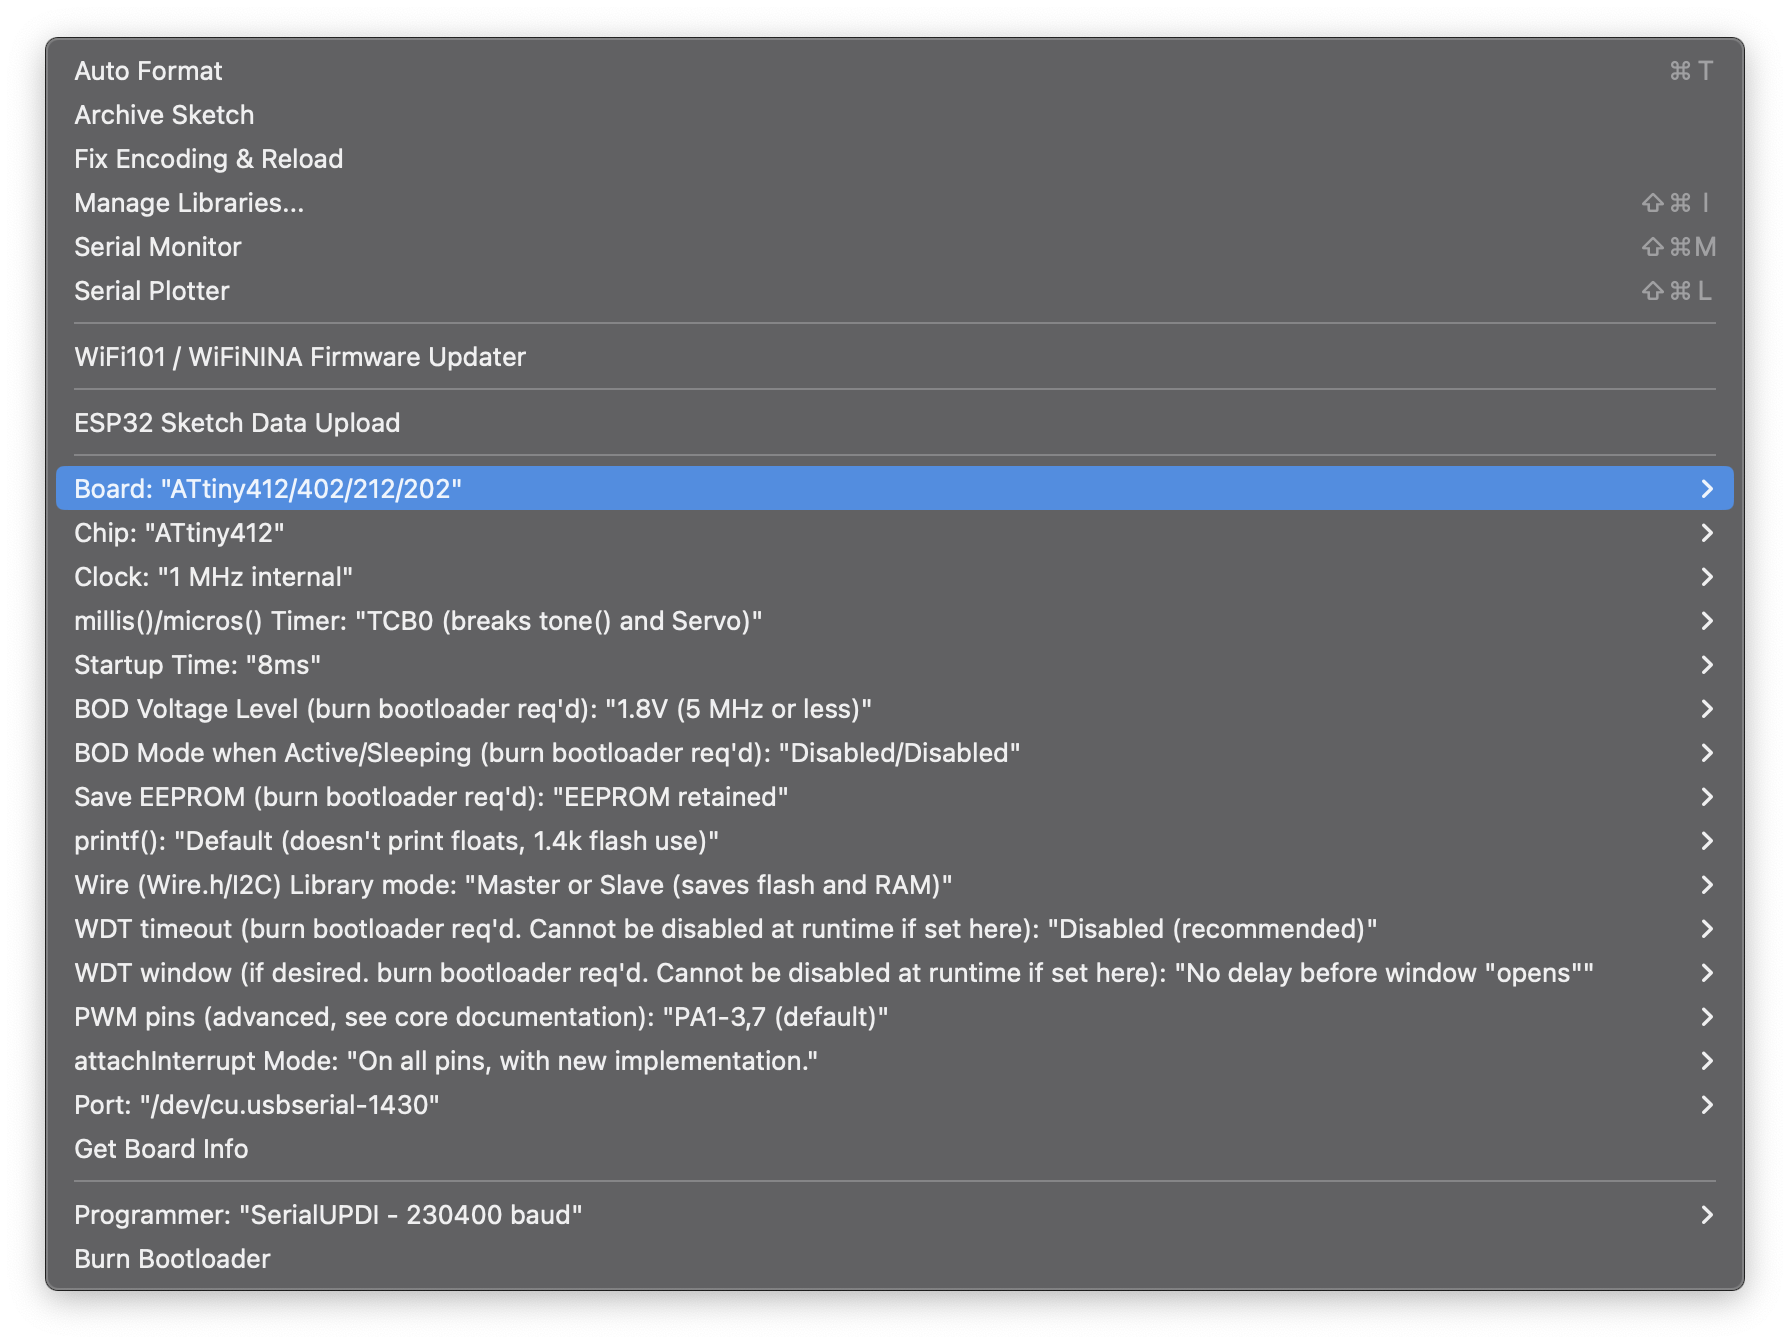 Auto Format ⌘ T
Archive Sketch
Fix Encoding & Reload
Manage Libraries... ⇧⌘ I
Serial Monitor ⇧⌘M
Serial Plotter ⇧⌘ L
WiFi101 / WiFiNINA Firmware Updater
ESP32 Sketch Data Upload
Board: "ATtiny412/402/212/202"
Chip: "ATtiny412"
Clock: "1 MHz internal"
millis()/micros() Timer: "TCB0 (breaks tone() and Servo)"
Startup Time: "8ms"
BOD Voltage Level (burn bootloader req'd): "1.8V (5 MHz or less)"
BOD Mode when Active/Sleeping (burn bootloader req'd): "Disabled/Disabled"
Save EEPROM (burn bootloader req'd): "EEPROM retained"
printf(): "Default (doesn't print floats, 1.4k flash use)"
Wire (Wire.h/I2C) Library mode: "Master or Slave (saves flash and RAM)"
WDT timeout (burn bootloader req'd. Cannot be disabled at runtime if set here): "Disabled (recommended)"
WDT window (if desired. burn bootloader req'd. Cannot be disabled at runtime if set here): "No delay before window "opens""
PWM pins (advanced, see core documentation): "PA1-3,7 (default)"
attachInterrupt Mode: "On all pins, with new implementation."
Port: "/dev/cu.usbserial-1430"
Get Board Info
Programmer: "SerialUPDI - 230400 baud"
Burn Bootloader